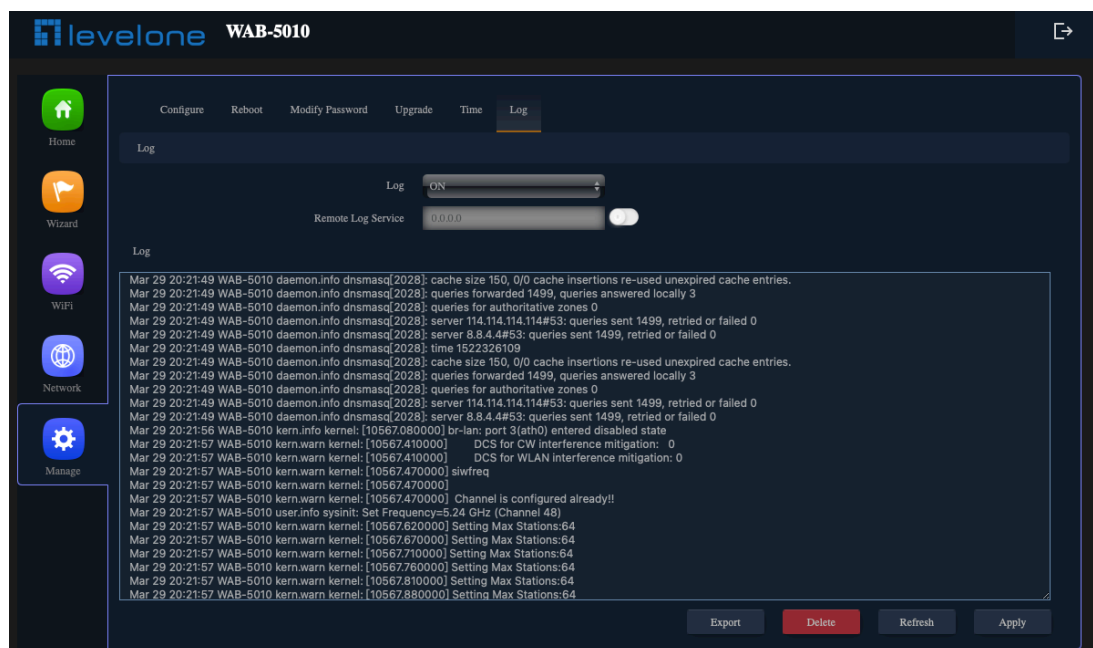 levelone WAB-5010
Configure Reboot Modify Password Upgrade Time Log
Home
Log
Log ON
Wizard
Remote Log Service 0.0.0.0
Log
WiFi
Network
Manage
Mar 29 20:21:49 WAB-5010 daemon.info dnsmasq[2028]: cache size 150, 0/0 cache insertions re-used unexpired cache entries.
Mar 29 20:21:49 WAB-5010 daemon.info dnsmasq[2028]: queries forwarded 1499, queries answered locally 3
Mar 29 20:21:49 WAB-5010 daemon.info dnsmasq[2028]: queries for authoritative zones 0
Mar 29 20:21:49 WAB-5010 daemon.info dnsmasq[2028]: server 114.114.114.114#53: queries sent 1499, retried or failed 0
Mar 29 20:21:49 WAB-5010 daemon.info dnsmasq[2028]: server 8.8.4.4#53: queries sent 1499, retried or failed 0
Mar 29 20:21:49 WAB-5010 daemon.info dnsmasq[2028]: time 1522326109
Mar 29 20:21:49 WAB-5010 daemon.info dnsmasq[2028]: cache size 150, 0/0 cache insertions re-used unexpired cache entries.
Mar 29 20:21:49 WAB-5010 daemon.info dnsmasq[2028]: queries forwarded 1499, queries answered locally 3
Mar 29 20:21:49 WAB-5010 daemon.info dnsmasq[2028]: queries for authoritative zones 0
Mar 29 20:21:49 WAB-5010 daemon.info dnsmasq[2028]: server 114.114.114.114#53: queries sent 1499, retried or failed 0
Mar 29 20:21:49 WAB-5010 daemon.info dnsmasq[2028]: server 8.8.4.4#53: queries sent 1499, retried or failed 0
Mar 29 20:21:56 WAB-5010 kern.info kernel: [10567.080000] br-lan: port 3(ath0) entered disabled state
Mar 29 20:21:57 WAB-5010 kern.warn kernel: [10567.410000] DCS for CW interference mitigation: 0
Mar 29 20:21:57 WAB-5010 kern.warn kernel: [10567.410000] DCS for WLAN interference mitigation: 0
Mar 29 20:21:57 WAB-5010 kern.warn kernel: [10567.470000] siwfreq
Mar 29 20:21:57 WAB-5010 kern.warn kernel: [10567.470000]
Mar 29 20:21:57 WAB-5010 kern.warn kernel: [10567.470000] Channel is configured already!!
Mar 29 20:21:57 WAB-5010 user.info sysinit: Set Frequency=5.24 GHz (Channel 48)
Mar 29 20:21:57 WAB-5010 kern.warn kernel: [10567.620000] Setting Max Stations:64
Mar 29 20:21:57 WAB-5010 kern.warn kernel: [10567.670000] Setting Max Stations:64
Mar 29 20:21:57 WAB-5010 kern.warn kernel: [10567.710000] Setting Max Stations:64
Mar 29 20:21:57 WAB-5010 kern.warn kernel: [10567.760000] Setting Max Stations:64
Mar 29 20:21:57 WAB-5010 kern.warn kernel: [10567.810000] Setting Max Stations:64
Mar 29 20:21:57 WAB-5010 kern.warn kernel: [10567.880000] Setting Max Stations:64
Export Delete Refresh Apply